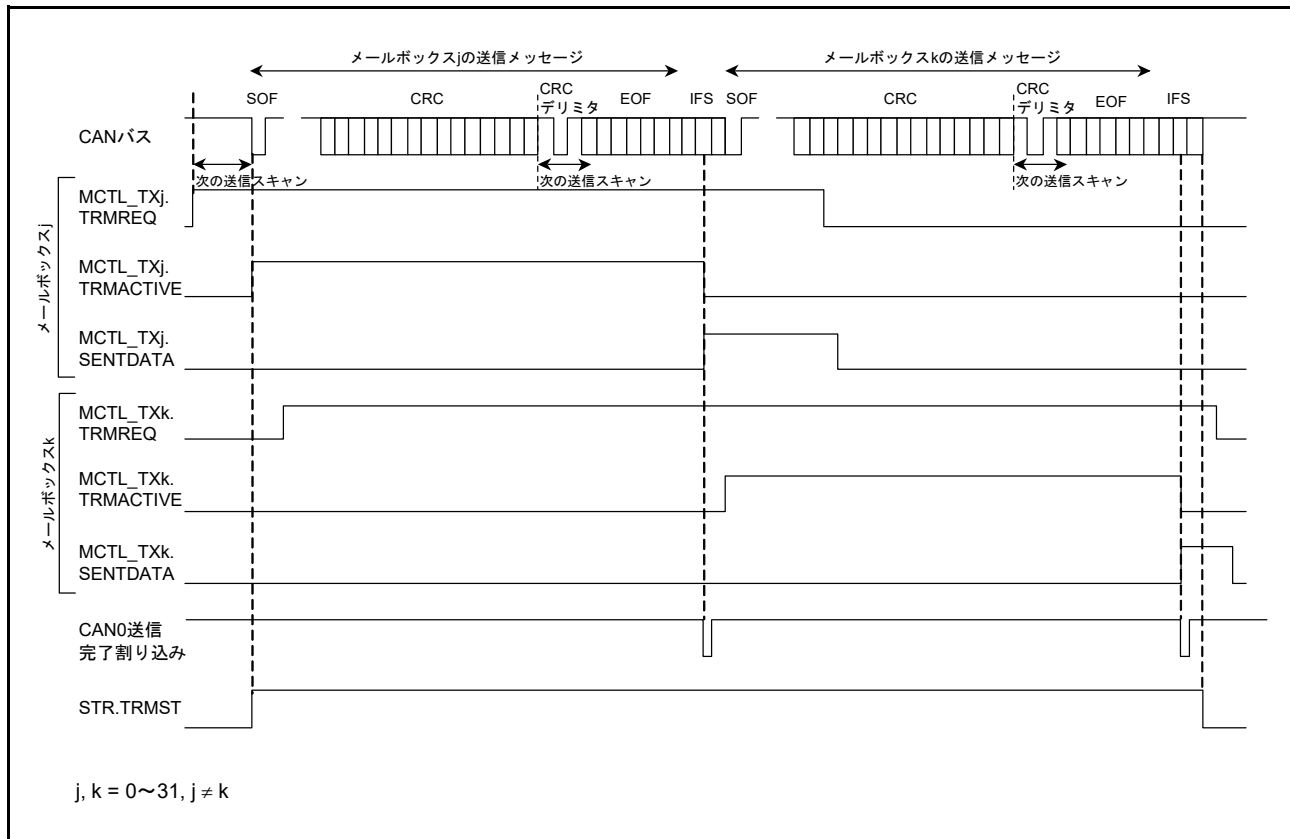 メールボックスjの送信メッセージ
メールボックスkの送信メッセージ
SOF
CRC
CRC
デリミタ
EOF
IFS
SOF
CRC
CRC
デリミタ
EOF
IFS
CANバス
次の送信スキャン
次の送信スキャン
次の送信スキャン
メールボックスj
MCTL_TXj.
TRMREQ
MCTL_TXj.
TRMACTIVE
MCTL_TXj.
SENTDATA
メールボックスk
MCTL_TXk.
TRMREQ
MCTL_TXk.
TRMACTIVE
MCTL_TXk.
SENTDATA
CAN0送信
完了割り込み
STR.TRMST
j, k = 0～31, j ≠ k